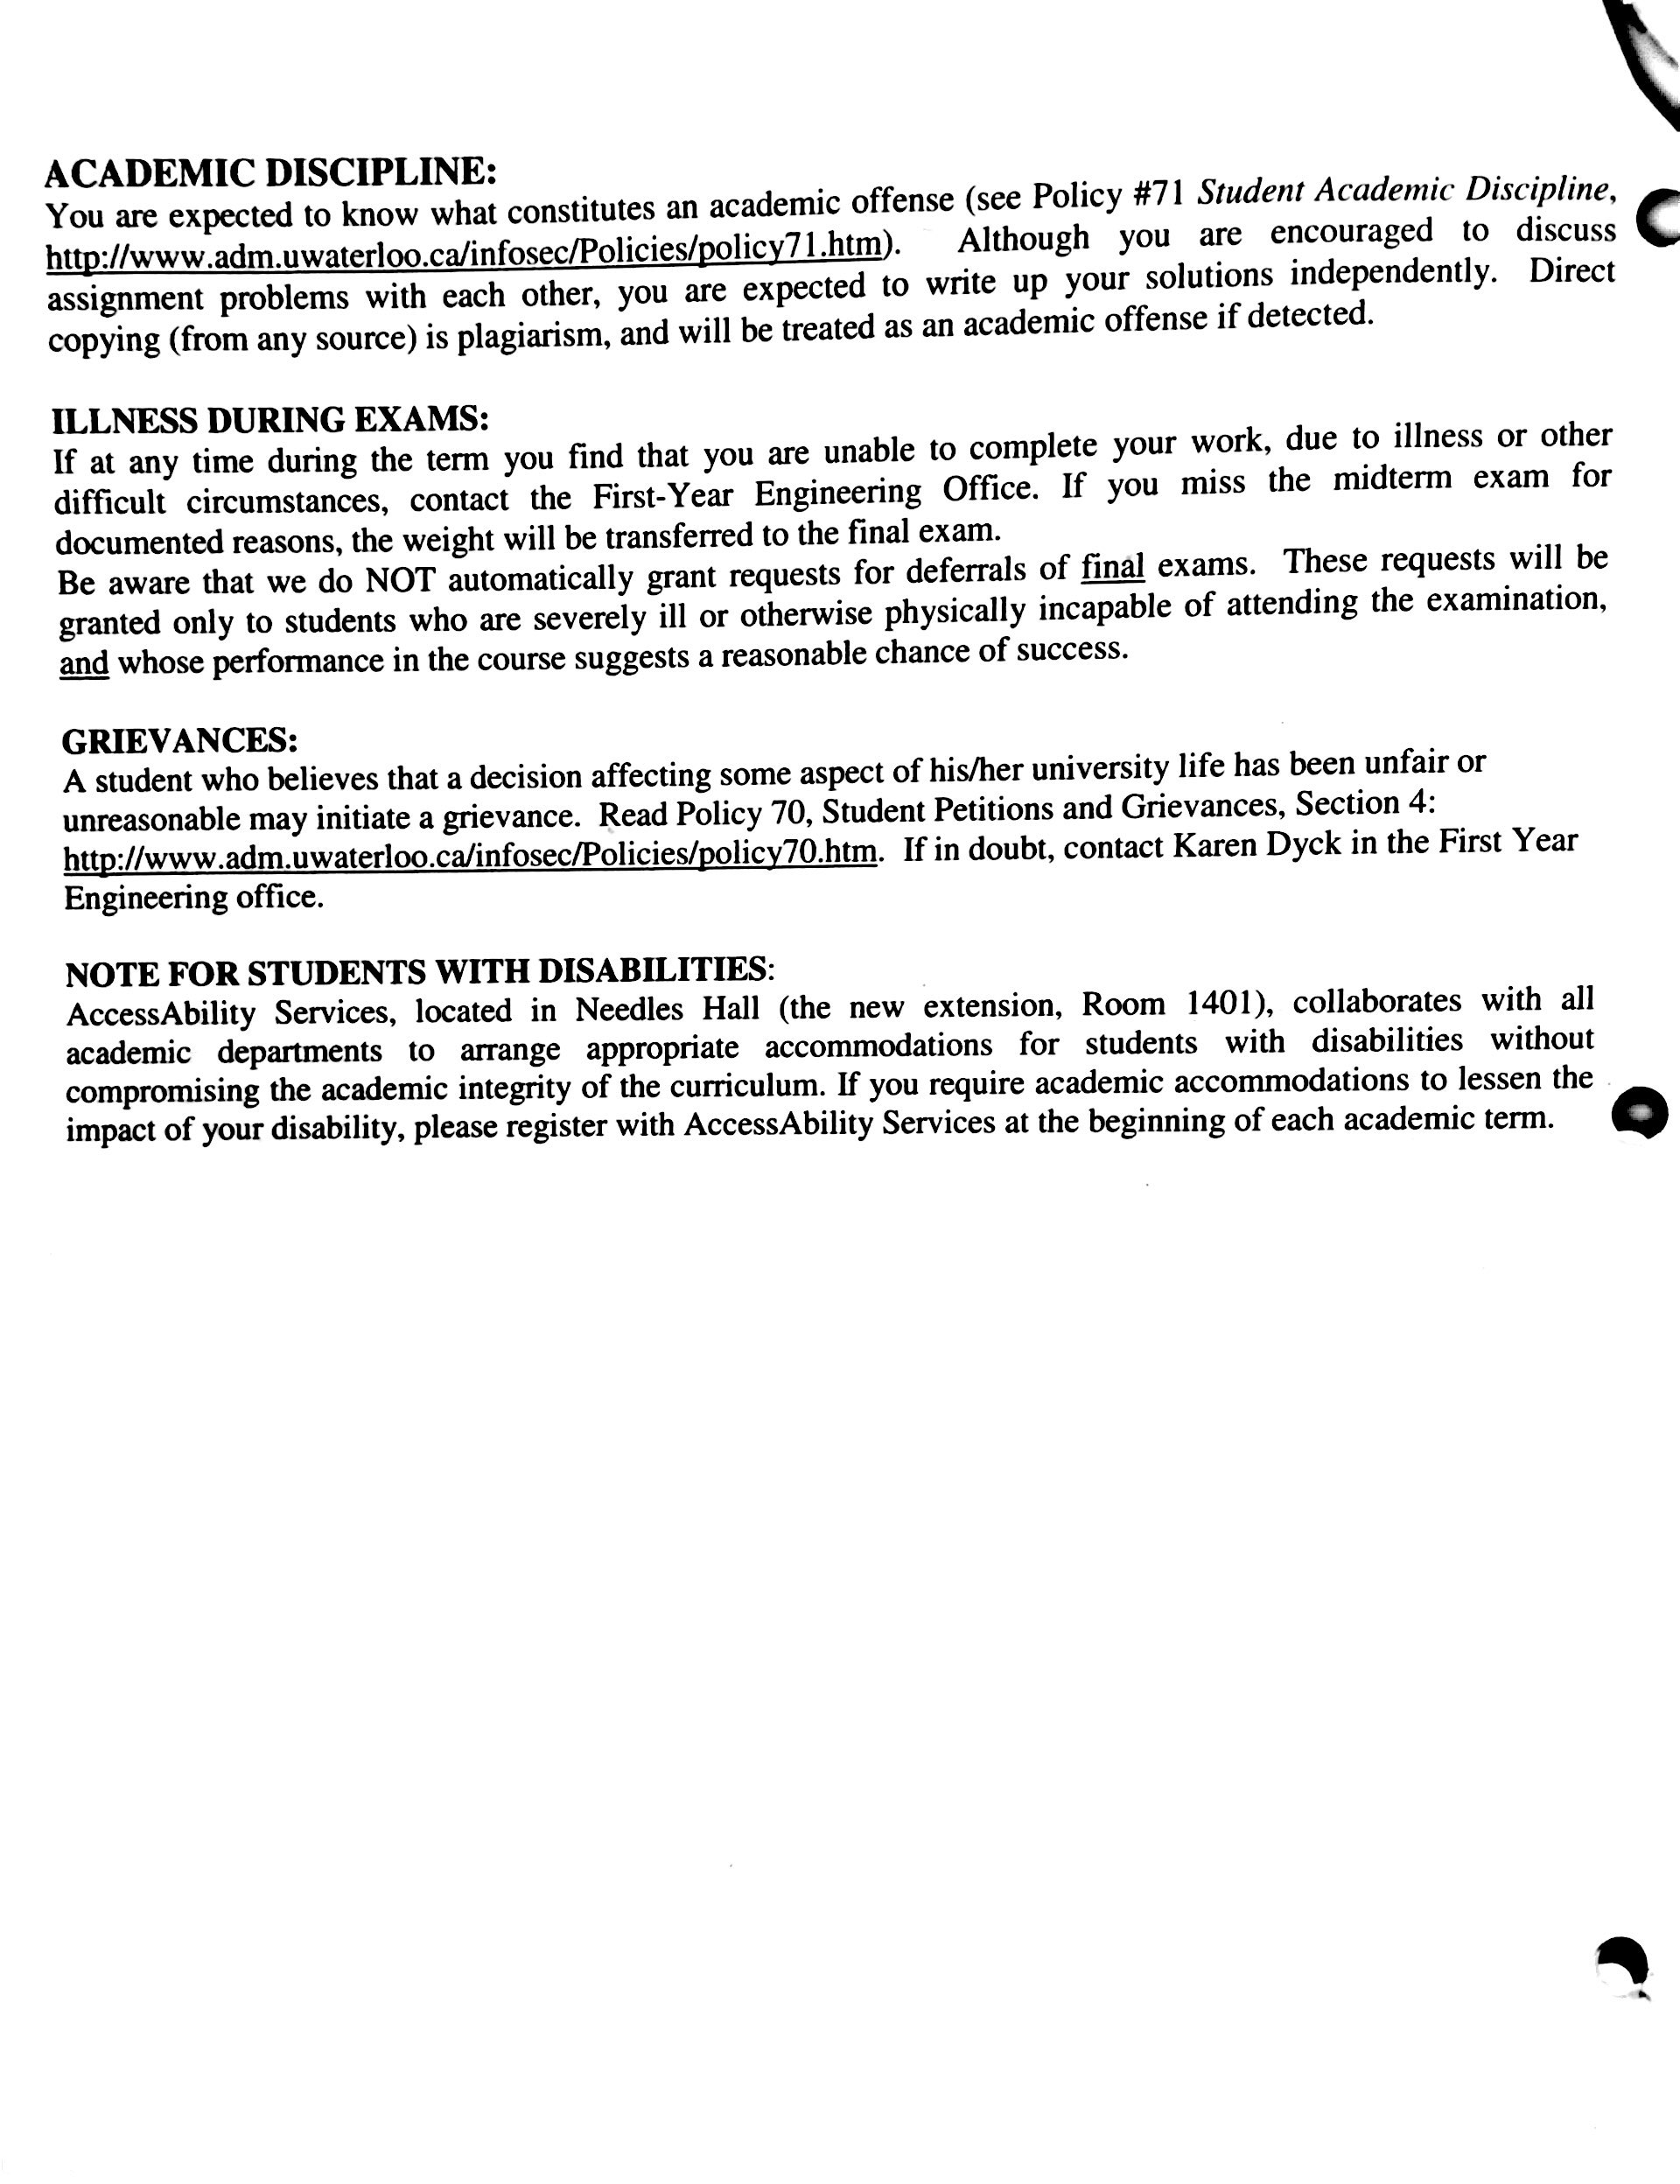 ACADEMIC DISCIPLINE:
You are expected to know what constitutes an academic offense (see Policy #71 Student Academic Discipline,
http://www.adm.uwaterloo.ca/infosec/Policies/policy71.htm). Although you are encouraged to discuss
assignment problems with each other, you are expected to write up your solutions independently. Direct
copying (from any source) is plagiarism, and will be treated as an academic offense if detected.
ILLNESS DURING EXAMS:
If at any time during the term you find that you are unable to complete your work, due to illness or other
difficult circumstances, contact the First-Year Engineering Office. If you miss the midterm exam for
documented reasons, the weight will be transferred to the final exam.
Be aware that we do NOT automatically grant requests for deferrals of final exams. These requests will be
granted only to students who are severely ill or otherwise physically incapable of attending the examination,
and whose performance in the course suggests a reasonable chance of success.
GRIEVANCES:
A student who believes that a decision affecting some aspect of his/her university life has been unfair or
unreasonable may initiate a grievance. Read Policy 70, Student Petitions and Grievances, Section 4:
http://www.adm.uwaterloo.ca/infosec/Policies/policy70.htm. If in doubt, contact Karen Dyck in the First Year
Engineering office.
NOTE FOR STUDENTS WITH DISABILITIES:
AccessAbility Services, located in Needles Hall (the new extension, Room 1401), collaborates with all
academic departments to arrange appropriate accommodations for students with disabilities without
compromising the academic integrity of the curriculum. If you require academic accommodations to lessen the
impact of your disability, please register with AccessAbility Services at the beginning of each academic term.